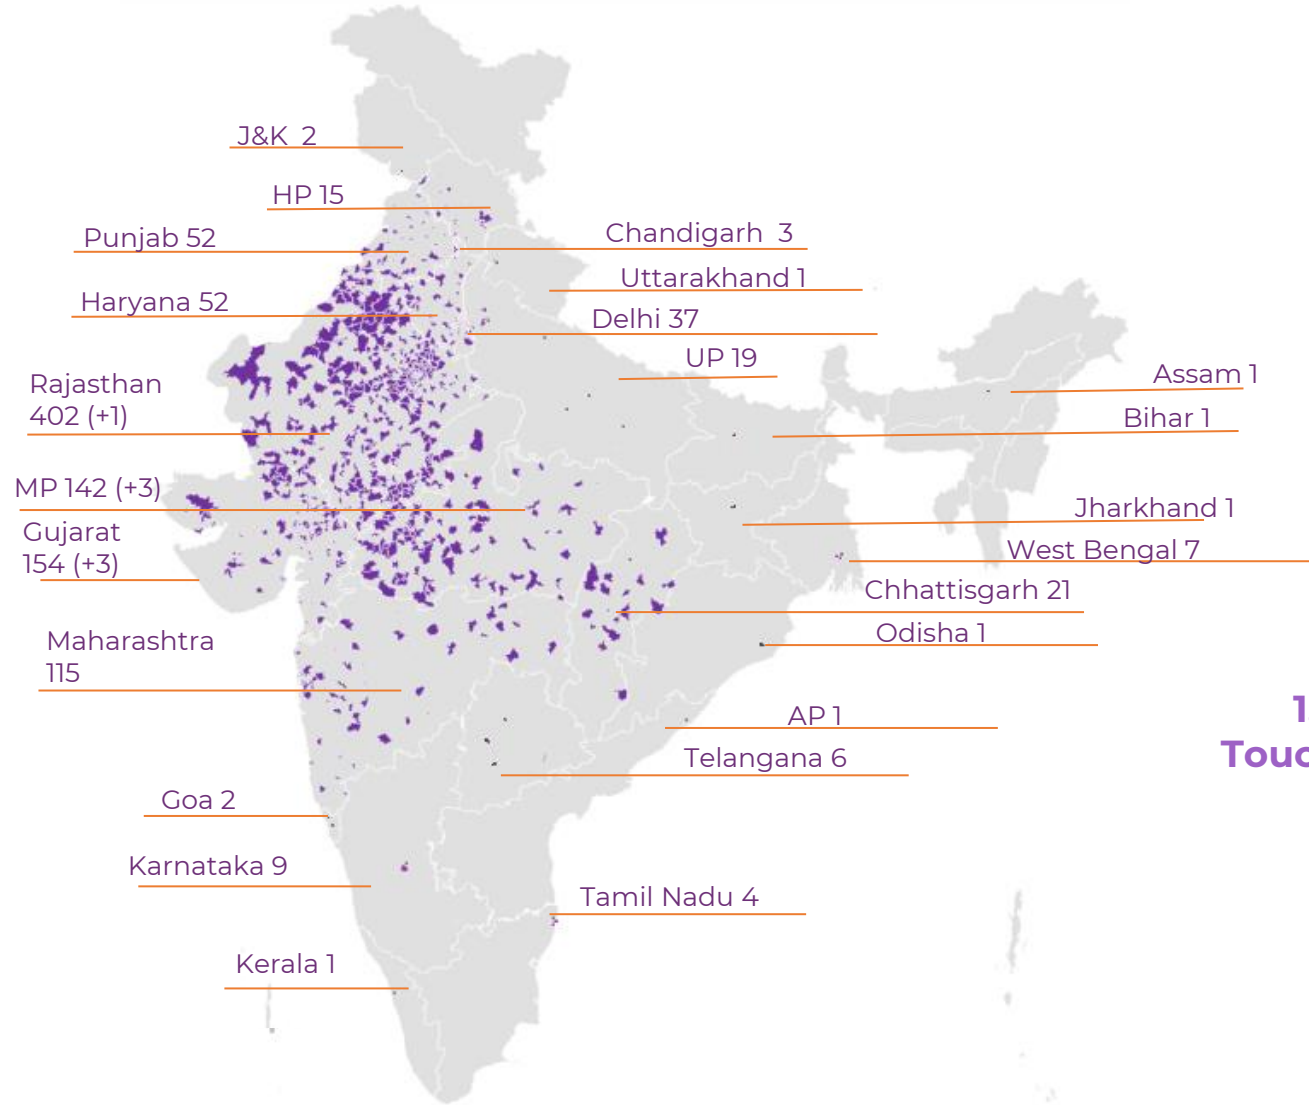 J&K 2
HP 15
Punjab 52
Chandigarh 3
Uttarakhand 1
Haryana 52
Delhi 37
UP 19
Rajasthan
402 (+1)
Assam 1
Bihar 1
MP 142 (+3)
Jharkhand 1
Gujarat
154 (+3)
West Bengal 7
Chhattisgarh 21
Odisha 1
Maharashtra
115
AP 1
Telangana 6
Goa 2
Karnataka 9
Tamil Nadu 4
Kerala 1